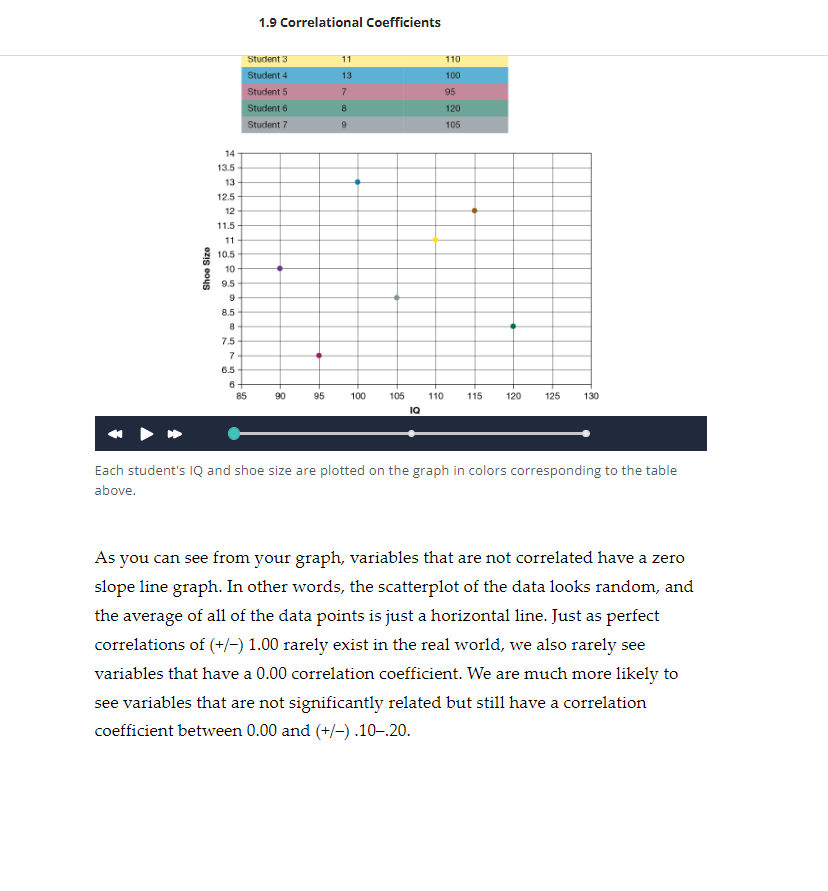 1.9 Correlational Coefficients
Student 3 11 110
Student 4 13 100
Student 5 7 95
Student 6 8 120
Student 7 9 105
14
13.5
13
12.5
12
11.5
11
10.5
10
9.5
9
8.5
8
7.5
7
6.5
6
Shoe Size
85 90 95 100 105 110 115 120 125 130
IQ
Each student's IQ and shoe size are plotted on the graph in colors corresponding to the table
above.
As you can see from your graph, variables that are not correlated have a zero
slope line graph. In other words, the scatterplot of the data looks random, and
the average of all of the data points is just a horizontal line. Just as perfect
correlations of (+/−) 1.00 rarely exist in the real world, we also rarely see
variables that have a 0.00 correlation coefficient. We are much more likely to
see variables that are not significantly related but still have a correlation
coefficient between 0.00 and (+/−) .10–.20.